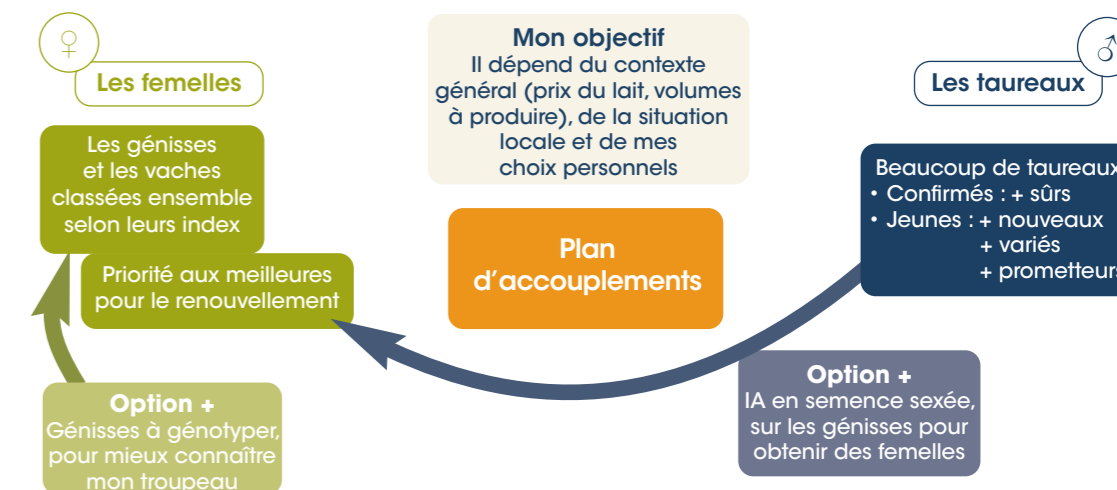 ♀
Les femelles
Les génisses
et les vaches
classées ensemble
selon leurs index
Priorité aux meilleures
pour le renouvellement
Option +
Génisses à génotyper,
pour mieux connaître
mon troupeau
Mon objectif
Il dépend du contexte
général (prix du lait, volumes
à produire), de la situation
locale et de mes
choix personnels
Plan
d'accouplements
♂
Les taureaux
Beaucoup de taureaux
• Confirmés : + sûrs
• Jeunes : + nouveaux
+ variés
+ prometteurs
Option +
IA en semence sexée,
sur les génisses pour
obtenir des femelles